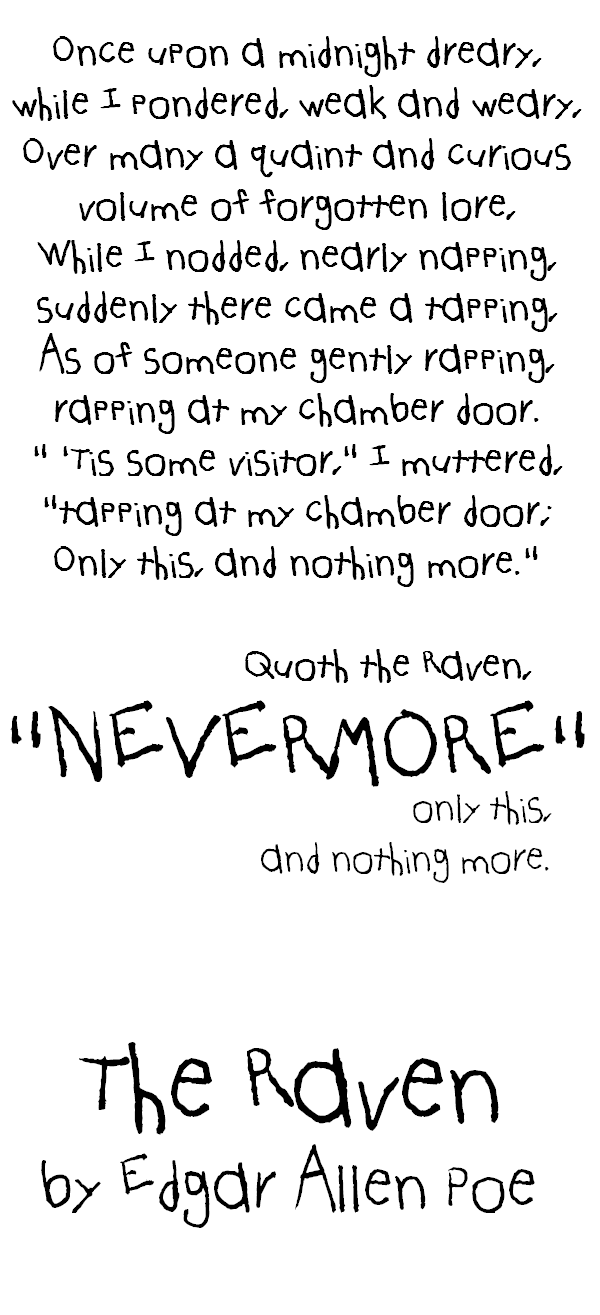 Once upon a midnight dreary,
while I pondered, weak and weary,
Over many a quaint and curious
volume of forgotten lore,
While I nodded, nearly napping,
suddenly there came a tapping,
As of someone gently rapping,
rapping at my chamber door.
" 'Tis some visitor," I muttered,
"tapping at my chamber door;
Only this, and nothing more."
Quoth the Raven,
"NEVERMORE"
only this,
and nothing more.
The Raven
by Edgar Allen Poe